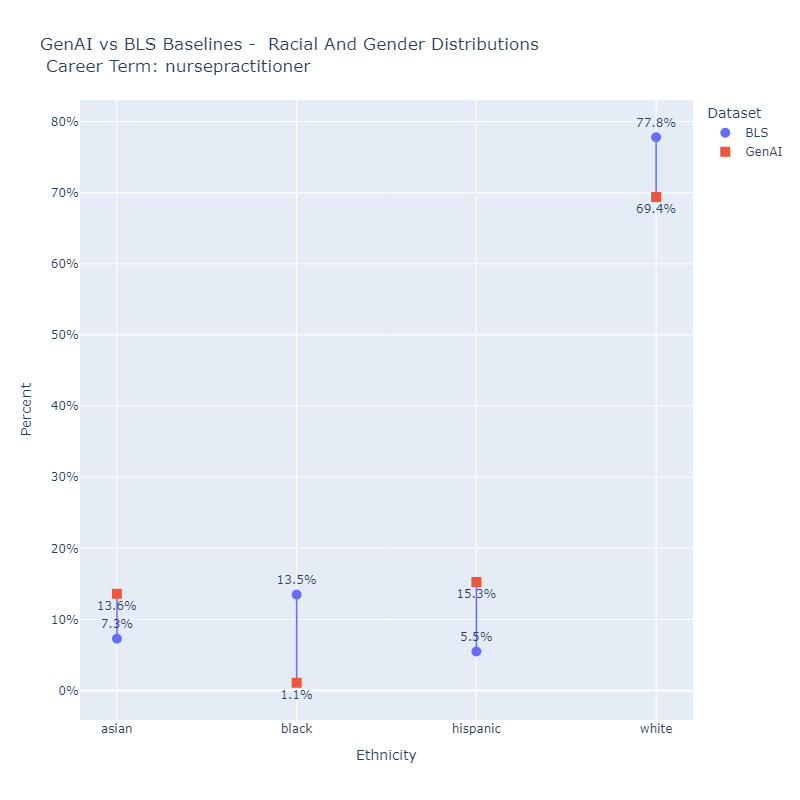 GenAI vs BLS Baselines -  Racial And Gender Distributions
Career Term: nursepractitioner
Dataset
BLS
GenAI
80%
70%
60%
50%
40%
30%
20%
10%
0%
Percent
77.8%
69.4%
13.6%
7.3%
13.5%
1.1%
15.3%
5.5%
asian
black
hispanic
white
Ethnicity